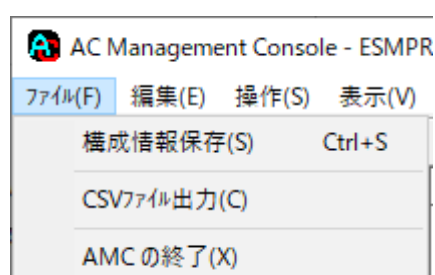 AC Management Console - ESMPR
ﾌｧｲﾙ(F) 編集(E) 操作(S) 表示(V)
構成情報保存(S) Ctrl+S
CSVﾌｧｲﾙ出力(C)
AMC の終了(X)